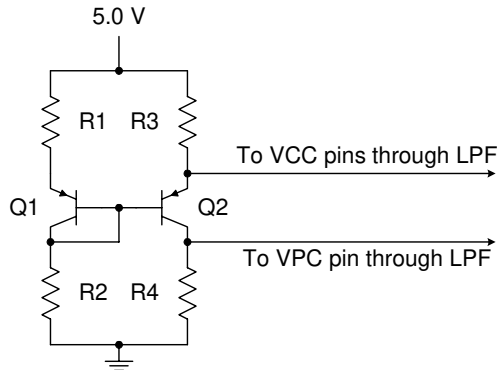 5.0 V
R1 R3
To VCC pins through LPF
Q1 Q2
To VPC pin through LPF
R2 R4